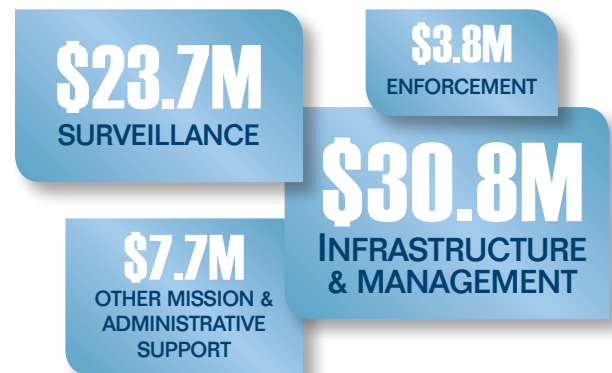 $23.7M
SURVEILLANCE
$3.8M
ENFORCEMENT
$30.8M
INFRASTRUCTURE
& MANAGEMENT
$7.7M
OTHER MISSION &
ADMINISTRATIVE
SUPPORT